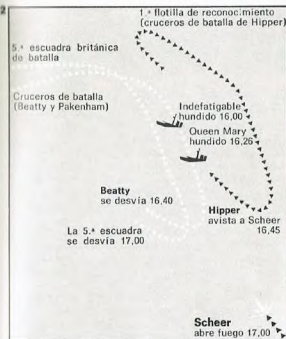 2
1.ª flotilla de reconocimiento
(cruceros de batalla de Hipper)
5.ª escuadra británica
de batalla
Cruceros de batalla
(Beatty y Pakenham)
Indefatigable
hundido 16,00
Queen Mary
hundido 16,26
Beatty
se desvía 16,40
Hipper
avista a Scheer
16,45
La 5.ª escuadra
se desvía 17,00
Scheer
abre fuego 17,00